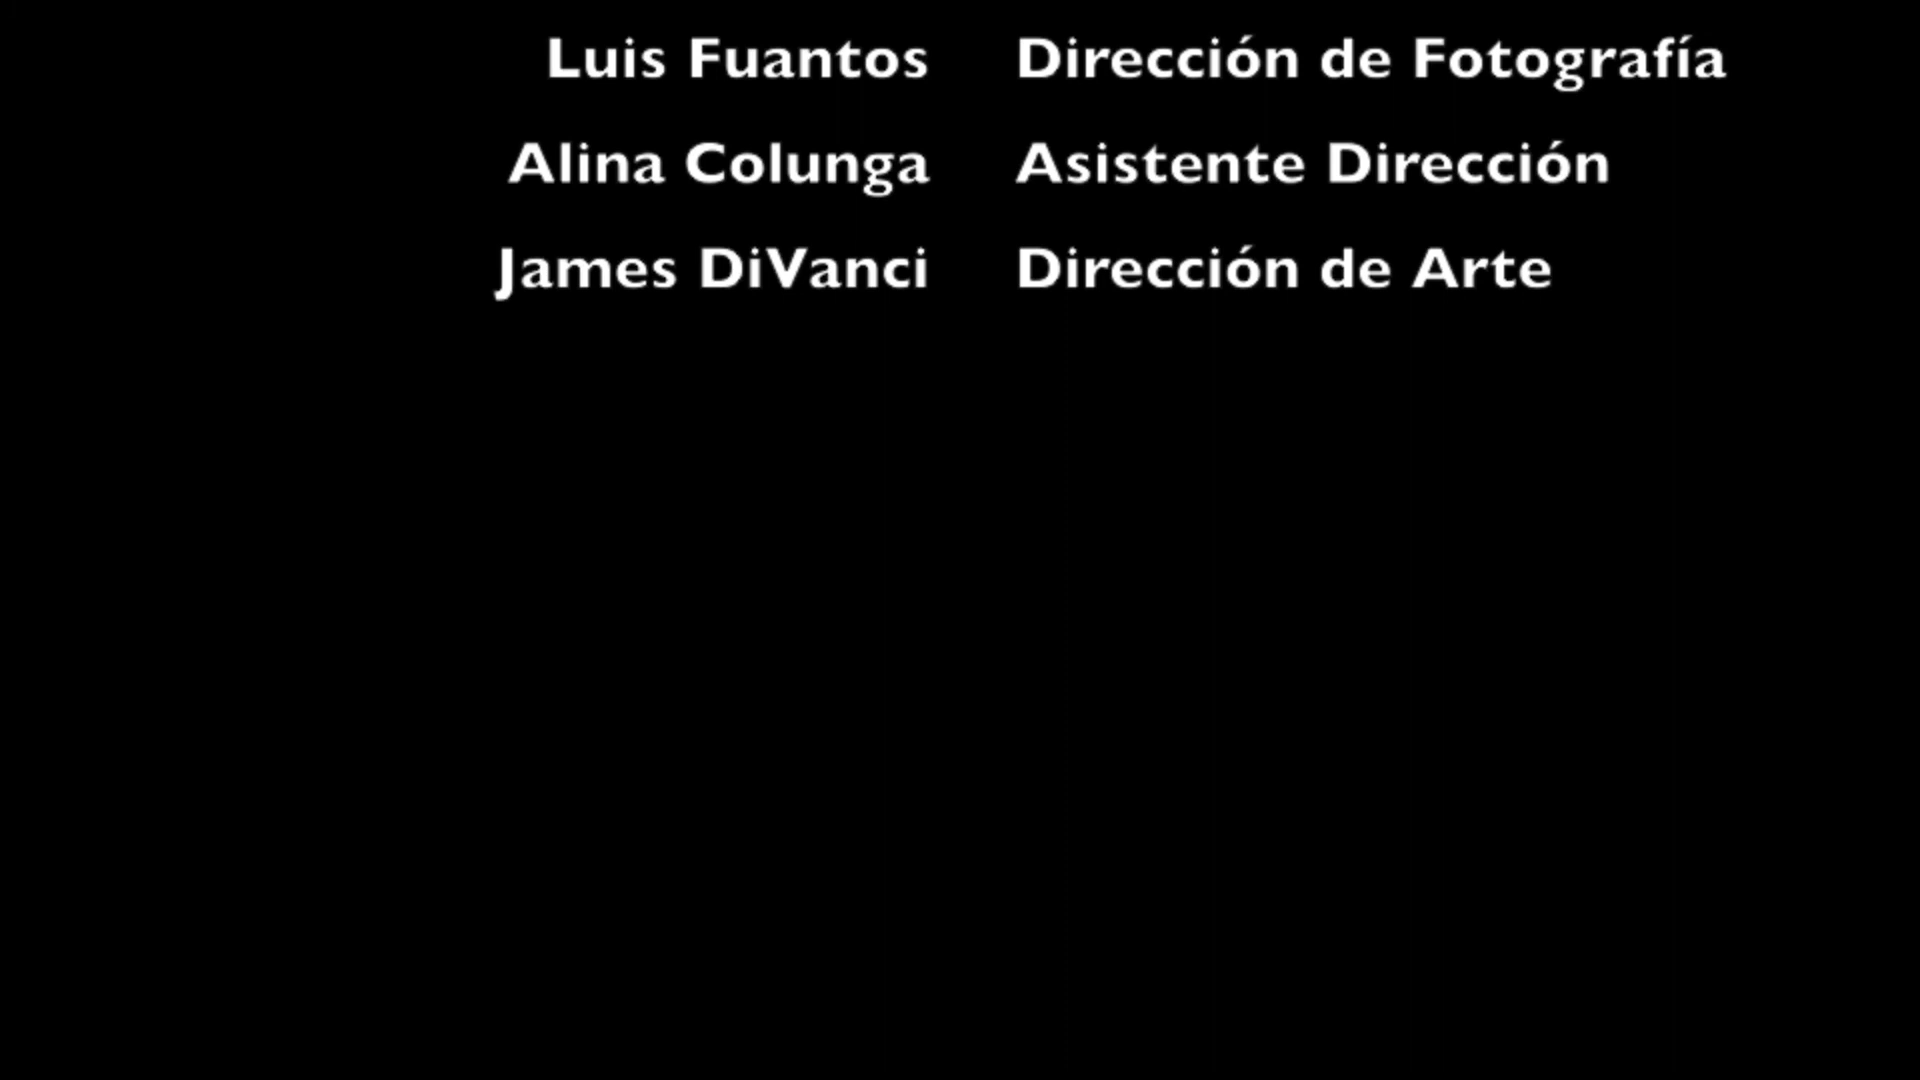 Luis Fuantos Dirección de Fotografía
Alina Colunga Asistente Dirección
James DiVanci Dirección de Arte